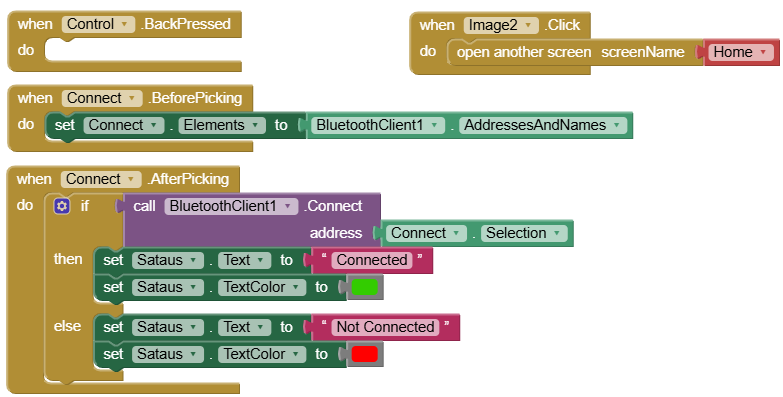 when Control .BackPressed
do
when Image2 .Click
do open another screen screenName Home
when Connect .BeforePicking
do set Connect . Elements to BluetoothClient1 . AddressesAndNames
when Connect .AfterPicking
do if call BluetoothClient1 .Connect
address Connect . Selection
then set Sataus . Text to “ Connected ”
set Sataus . TextColor to
else set Sataus . Text to “ Not Connected ”
set Sataus . TextColor to